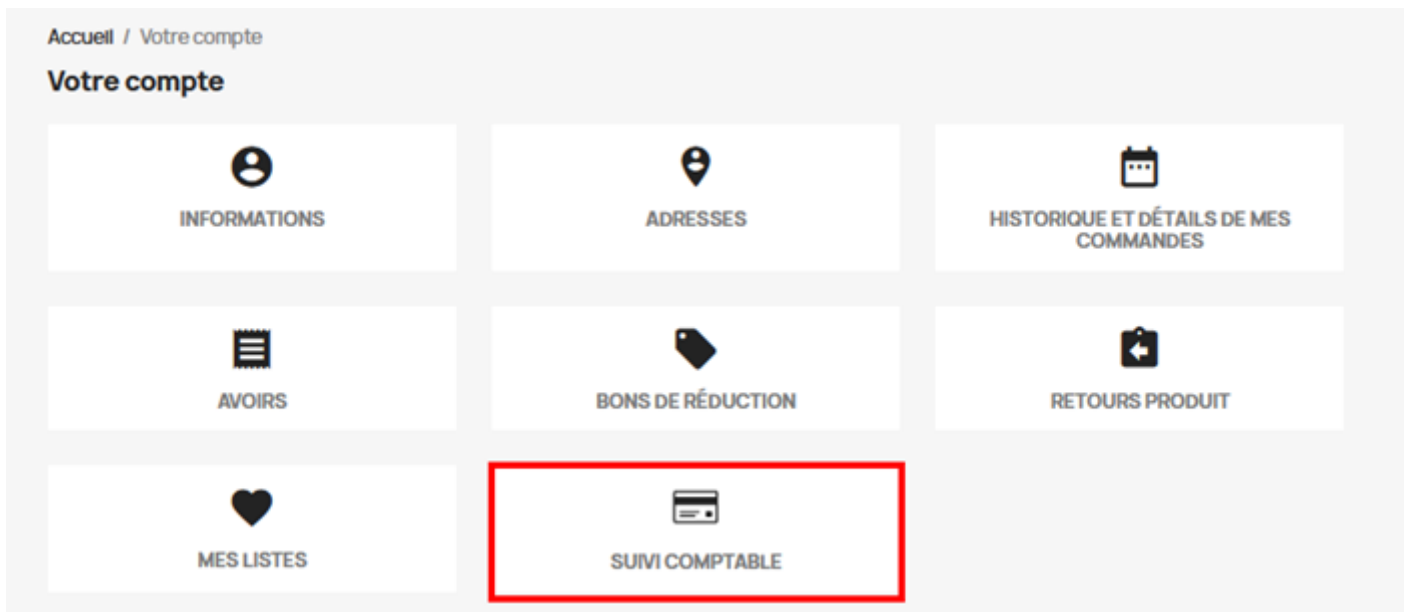 Accueil / Votre compte
Votre compte
INFORMATIONS
ADRESSES
HISTORIQUE ET DÉTAILS DE MES
COMMANDES
AVOIRS
BONS DE RÉDUCTION
RETOURS PRODUIT
MES LISTES
SUIVI COMPTABLE